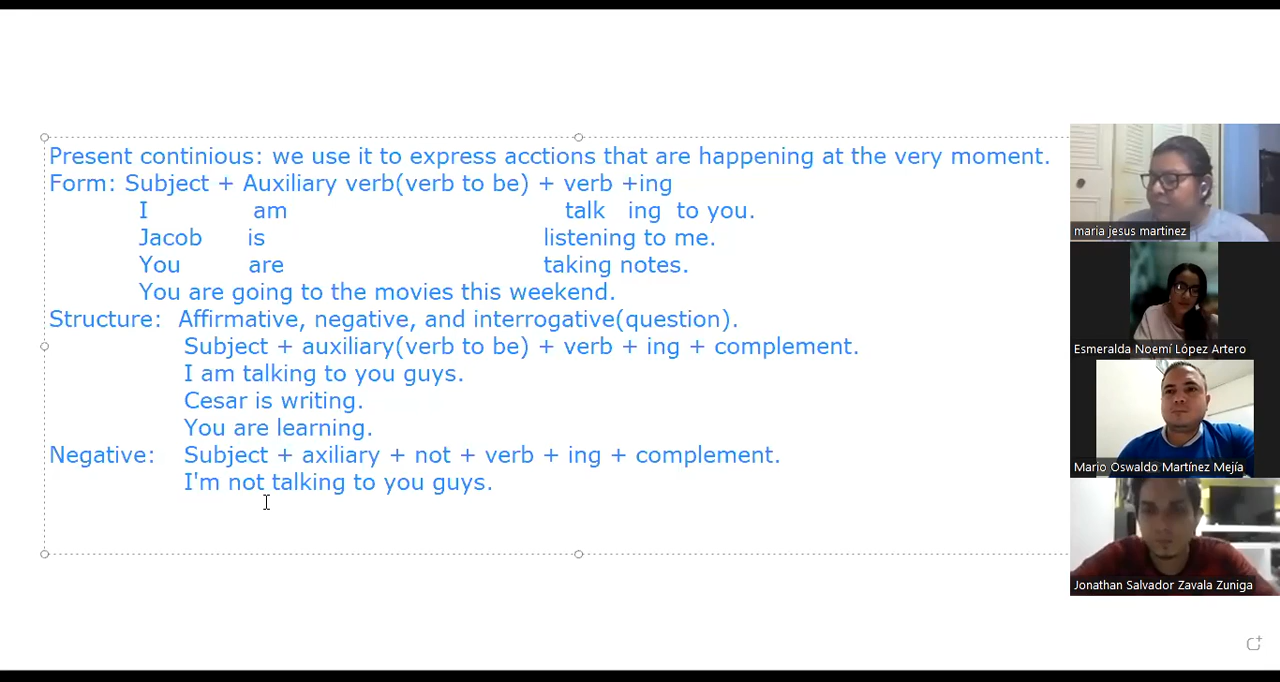 Present continious: we use it to express acctions that are happening at the very moment.
Form: Subject + Auxiliary verb(verb to be) + verb +ing
I am talk ing to you.
Jacob is listening to me.
You are taking notes.
You are going to the movies this weekend.
Structure: Affirmative, negative, and interrogative(question).
Subject + auxiliary(verb to be) + verb + ing + complement.
I am talking to you guys.
Cesar is writing.
You are learning.
Negative: Subject + axiliary + not + verb + ing + complement.
I'm not talking to you guys.
maria jesus martinez
Esmeralda Noemí López Artero
Mario Oswaldo Martínez Mejía
Jonathan Salvador Zavala Zuniga